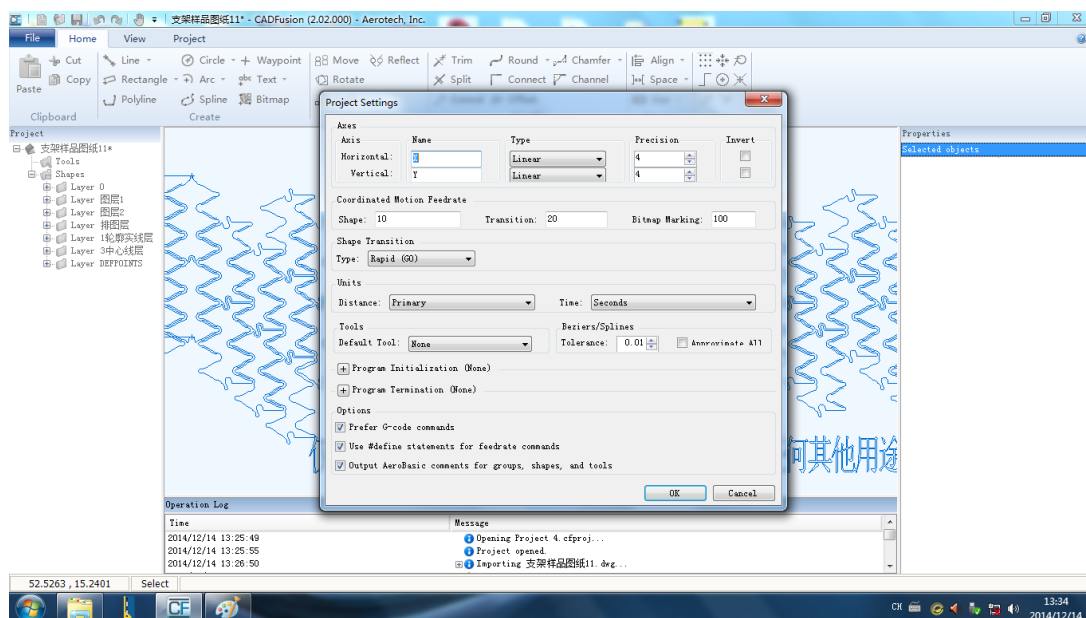 支架样品图纸11* - CADFusion (2.02.000) - Aerotech, Inc.
File Home View Project
Cut Line Circle Waypoint Move Reflect Trim Round Chamfer Align
Paste Copy Rectangle Arc Text Rotate Split Connect Channel Space
Polyline Spline Bitmap
Clipboard Create
Project
支架样品图纸11*
Tools
Shapes
Layer 0
Layer 图层1
Layer 图层2
Layer 排图层
Layer 1轮廓实线层
Layer 3中心线层
Layer DEFPOINTS
Project Settings
Axes
Axis Name Type Precision Invert
Horizontal: Linear 4
Vertical: Y Linear 4
Coordinated Motion Feedrate
Shape: 10 Transition: 20 Bitmap Marking: 100
Shape Transition
Type: Rapid (G0)
Units
Distance: Primary Time: Seconds
Tools Beziers/Splines
Default Tool: None Tolerance: 0.01 Approximate All
+ Program Initialization (None)
+ Program Termination (None)
Options
Prefer G-code commands
Use #define statements for feedrate commands
Output AeroBasic comments for groups, shapes, and tools
OK Cancel
何其他用途
Properties
Selected objects
Operation Log
Time Message
2014/12/14 13:25:49 Opening Project 4.cfproj...
2014/12/14 13:25:55 Project opened.
2014/12/14 13:26:50 Importing 支架样品图纸11.dwg...
52.5263 , 15.2401 Select
CE CH 13:34
2014/12/14